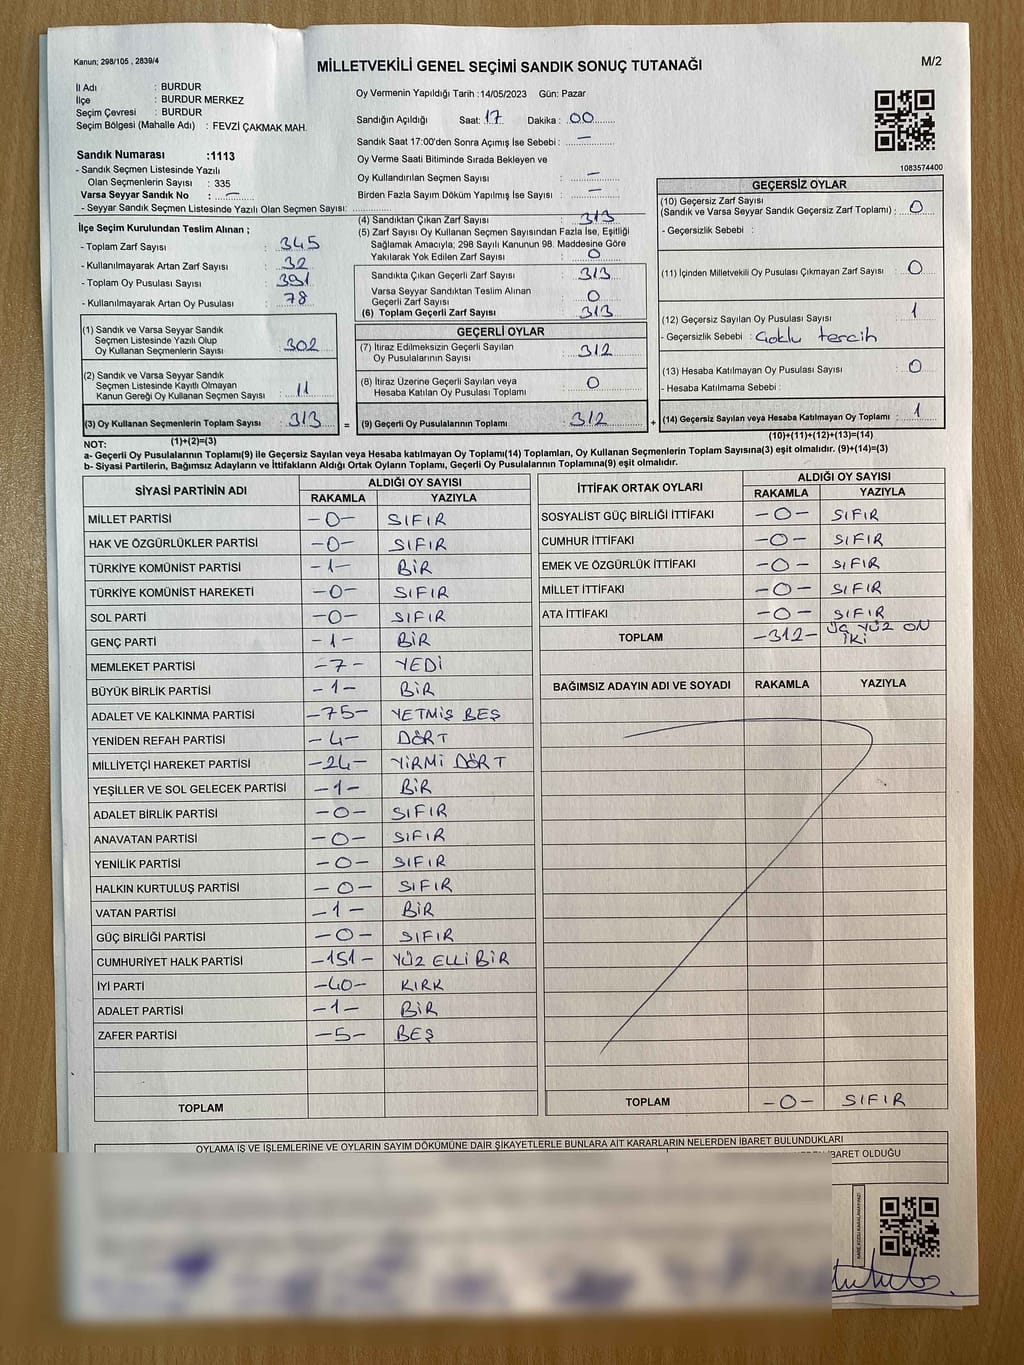 Kanun; 298/105 , 2839/4
MİLLETVEKİLİ GENEL SEÇİMİ SANDIK SONUÇ TUTANAĞI
M/2
İl Adı : BURDUR
İlçe : BURDUR MERKEZ
Seçim Çevresi : BURDUR
Seçim Bölgesi (Mahalle Adı) : FEVZİ ÇAKMAK MAH.
Sandık Numarası :1113
- Sandık Seçmen Listesinde Yazılı
Olan Seçmenlerin Sayısı : 335
Varsa Seyyar Sandık No : —
- Seyyar Sandık Seçmen Listesinde Yazılı Olan Seçmen Sayısı:
Oy Vermenin Yapıldığı Tarih :14/05/2023 Gün: Pazar
Sandığın Açıldığı Saat: 17 Dakika : 00
Sandık Saat 17:00'den Sonra Açımış İse Sebebi : —
Oy Verme Saati Bitiminde Sırada Bekleyen ve
Oy Kullandırılan Seçmen Sayısı : —
Birden Fazla Sayım Döküm Yapılmış İse Sayısı : —
1083574400
İlçe Seçim Kurulundan Teslim Alınan ;
- Toplam Zarf Sayısı : 345
- Kullanılmayarak Artan Zarf Sayısı : 32
- Toplam Oy Pusulası Sayısı : 391
- Kullanılmayarak Artan Oy Pusulası : 78
(1) Sandık ve Varsa Seyyar Sandık
Seçmen Listesinde Yazılı Olup
Oy Kullanan Seçmenlerin Sayısı : 302
(2) Sandık ve Varsa Seyyar Sandık
Seçmen Listesinde Kayıtlı Olmayan
Kanun Gereği Oy Kullanan Seçmen Sayısı : 11
(3) Oy Kullanan Seçmenlerin Toplam Sayısı : 313 =
(1)+(2)=(3)
(4) Sandıktan Çıkan Zarf Sayısı : 313
(5) Zarf Sayısı Oy Kullanan Seçmen Sayısından Fazla İse, Eşitliği
Sağlamak Amacıyla; 298 Sayılı Kanunun 98. Maddesine Göre
Yakılarak Yok Edilen Zarf Sayısı : 0
Sandıkta Çıkan Geçerli Zarf Sayısı : 313
Varsa Seyyar Sandıktan Teslim Alınan
Geçerli Zarf Sayısı : 0
(6) Toplam Geçerli Zarf Sayısı : 313
GEÇERLİ OYLAR
(7) İtiraz Edilmeksizin Geçerli Sayılan
Oy Pusulalarının Sayısı : 312
(8) İtiraz Üzerine Geçerli Sayılan veya
Hesaba Katılan Oy Pusulası Toplamı : 0
(9) Geçerli Oy Pusulalarının Toplamı : 312 +
GEÇERSİZ OYLAR
(10) Geçersiz Zarf Sayısı
(Sandık ve Varsa Seyyar Sandık Geçersiz Zarf Toplamı) : 0
- Geçersizlik Sebebi :
(11) İçinden Milletvekili Oy Pusulası Çıkmayan Zarf Sayısı : 0
(12) Geçersiz Sayılan Oy Pusulası Sayısı : 1
- Geçersizlik Sebebi : Çoklu tercih
(13) Hesaba Katılmayan Oy Pusulası Sayısı : 0
- Hesaba Katılmama Sebebi :
(14) Geçersiz Sayılan veya Hesaba Katılmayan Oy Toplamı : 1
(10)+(11)+(12)+(13)=(14)
NOT:
a- Geçerli Oy Pusulalarının Toplamı(9) ile Geçersiz Sayılan veya Hesaba katılmayan Oy Toplamı(14) Toplamları, Oy Kullanan Seçmenlerin Toplam Sayısına(3) eşit olmalıdır. (9)+(14)=(3)
b- Siyasi Partilerin, Bağımsız Adayların ve İttifakların Aldığı Ortak Oyların Toplamı, Geçerli Oy Pusulalarının Toplamına(9) eşit olmalıdır.
SİYASİ PARTİNİN ADI ALDIĞI OY SAYISI
RAKAMLA YAZIYLA
MİLLET PARTİSİ -0- SIFIR
HAK VE ÖZGÜRLÜKLER PARTİSİ -0- SIFIR
TÜRKİYE KOMÜNİST PARTİSİ -1- BİR
TÜRKİYE KOMÜNİST HAREKETİ -0- SIFIR
SOL PARTİ -0- SIFIR
GENÇ PARTİ -1- BİR
MEMLEKET PARTİSİ -7- YEDİ
BÜYÜK BİRLİK PARTİSİ -1- BİR
ADALET VE KALKINMA PARTİSİ -75- YETMİŞ BEŞ
YENİDEN REFAH PARTİSİ -4- DÖRT
MİLLİYETÇİ HAREKET PARTİSİ -24- YİRMİ DÖRT
YEŞİLLER VE SOL GELECEK PARTİSİ -1- BİR
ADALET BİRLİK PARTİSİ -0- SIFIR
ANAVATAN PARTİSİ -0- SIFIR
YENİLİK PARTİSİ -0- SIFIR
HALKIN KURTULUŞ PARTİSİ -0- SIFIR
VATAN PARTİSİ -1- BİR
GÜÇ BİRLİĞİ PARTİSİ -0- SIFIR
CUMHURİYET HALK PARTİSİ -151- YÜZ ELLİ BİR
İYİ PARTİ -40- KIRK
ADALET PARTİSİ -1- BİR
ZAFER PARTİSİ -5- BEŞ
TOPLAM
İTTİFAK ORTAK OYLARI ALDIĞI OY SAYISI
RAKAMLA YAZIYLA
SOSYALİST GÜÇ BİRLİĞİ İTTİFAKI -0- SIFIR
CUMHUR İTTİFAKI -0- SIFIR
EMEK VE ÖZGÜRLÜK İTTİFAKI -0- SIFIR
MİLLET İTTİFAKI -0- SIFIR
ATA İTTİFAKI -0- SIFIR
TOPLAM -312- ÜÇ YÜZ ON
İKİ
BAĞIMSIZ ADAYIN ADI VE SOYADI RAKAMLA YAZIYLA
TOPLAM -0- SIFIR
OYLAMA İŞ VE İŞLEMLERİNE VE OYLARIN SAYIM DÖKÜMÜNE DAİR ŞİKAYETLERLE BUNLARA AİT KARARLARIN NELERDEN İBARET BULUNDUKLARI
İBARET OLDUĞU